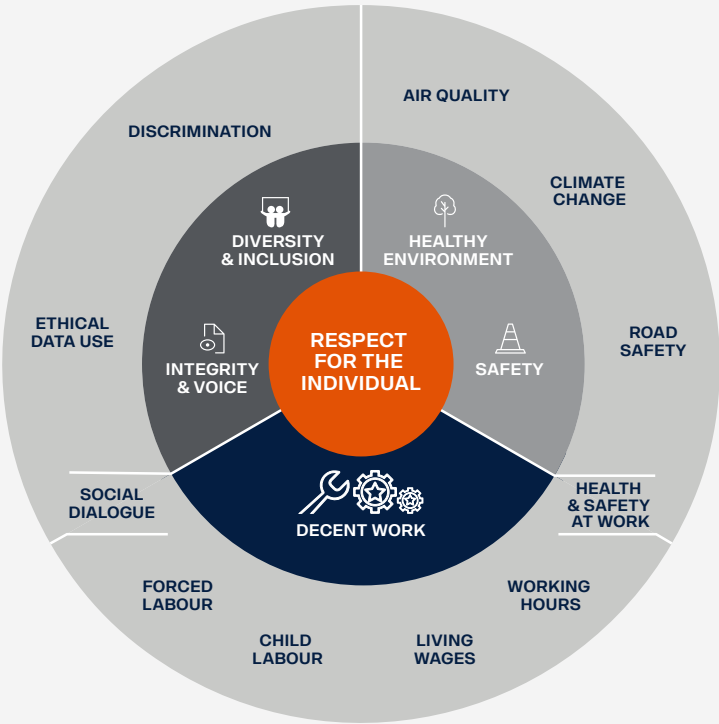 AIR QUALITY
DISCRIMINATION
CLIMATE
CHANGE
DIVERSITY
& INCLUSION
HEALTHY
ENVIRONMENT
ETHICAL
DATA USE
RESPECT
FOR THE
INDIVIDUAL
ROAD
SAFETY
INTEGRITY
& VOICE
SAFETY
SOCIAL
DIALOGUE
HEALTH
& SAFETY
AT WORK
DECENT WORK
FORCED
LABOUR
WORKING
HOURS
CHILD
LABOUR
LIVING
WAGES